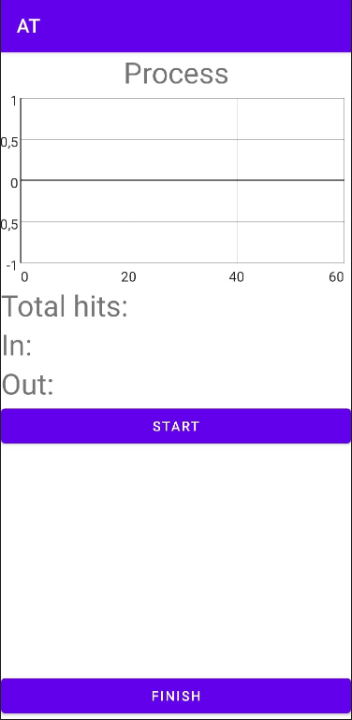 AT
Process
1
0,5
0
0,5
-1
0 20 40 60
Total hits:
In:
Out:
START
FINISH